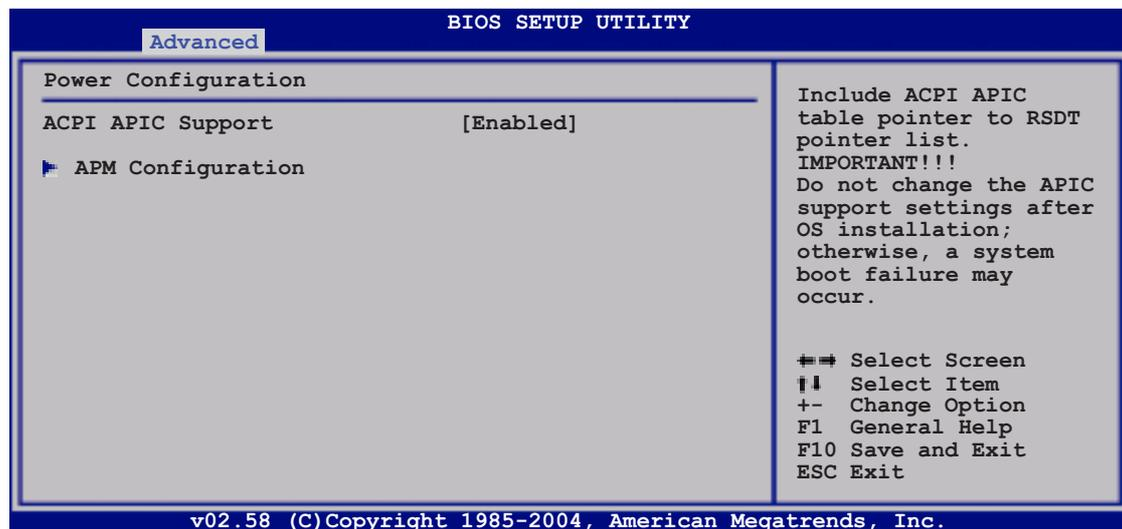 BIOS SETUP UTILITY
Advanced
Power Configuration
ACPI APIC Support [Enabled]
APM Configuration
Include ACPI APIC
table pointer to RSDT
pointer list.
IMPORTANT!!!
Do not change the APIC
support settings after
OS installation;
otherwise, a system
boot failure may
occur.
Select Screen
Select Item
+- Change Option
F1 General Help
F10 Save and Exit
ESC Exit
v02.58 (C)Copyright 1985-2004, American Megatrends, Inc.